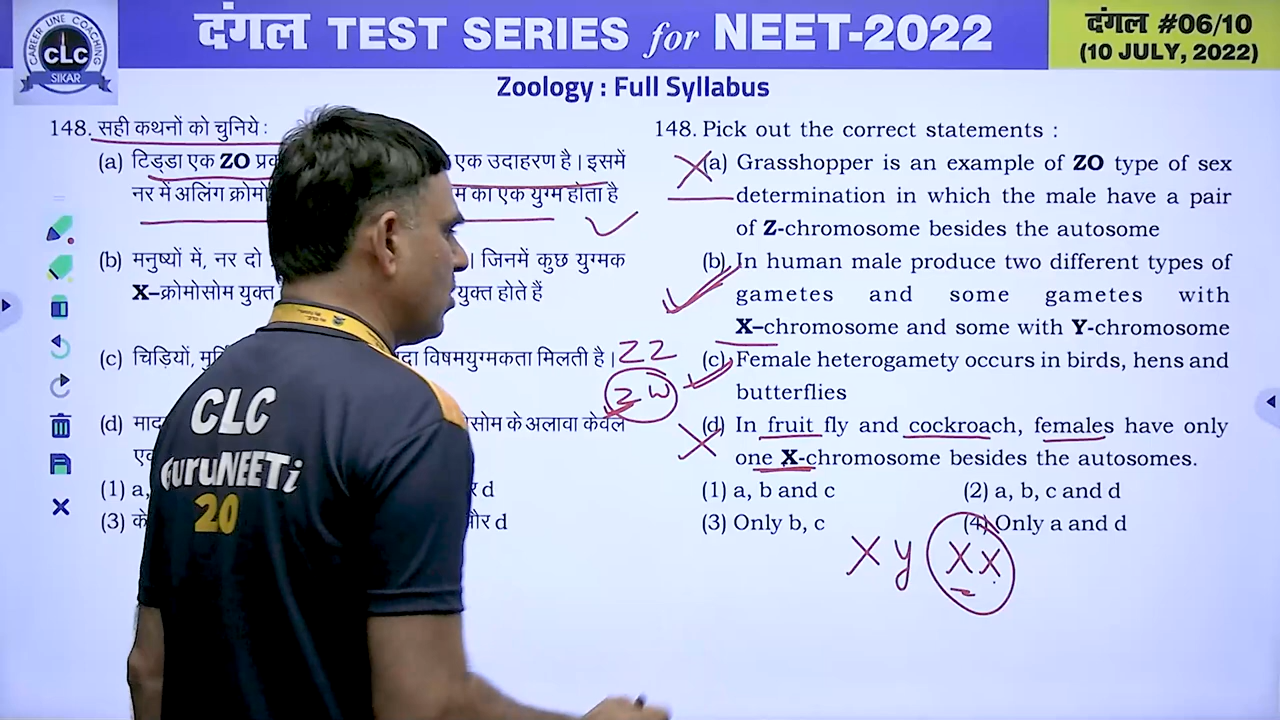 दंगल TEST SERIES for NEET-2022
दंगल #06/10
(10 JULY, 2022)
CAREER LINE COACHING
CLC
SIKAR
Zoology : Full Syllabus
148. सही कथनों को चुनिये :
(a) टिड्डा एक ZO एक उदाहरण है। इसमें
नर में अलिंग का एक युग्म होता है
(b) मनुष्यों में, नर दो । जिनमें कुछ युग्मक
X–क्रोमोसोम युक्त युक्त होते हैं
(c) चिड़ियों, विषमयुग्मकता मिलती है।
(d) के अलावा केवल
(1) a, d
(3) और d
148. Pick out the correct statements :
(a) Grasshopper is an example of ZO type of sex
determination in which the male have a pair
of Z-chromosome besides the autosome
(b) In human male produce two different types of
gametes and some gametes with
X–chromosome and some with Y-chromosome
(c) Female heterogamety occurs in birds, hens and
butterflies
(d) In fruit fly and cockroach, females have only
one X-chromosome besides the autosomes.
(1) a, b and c (2) a, b, c and d
(3) Only b, c (4) Only a and d
ZZ
ZW
X y XX
CLC
GuruNEETi
20